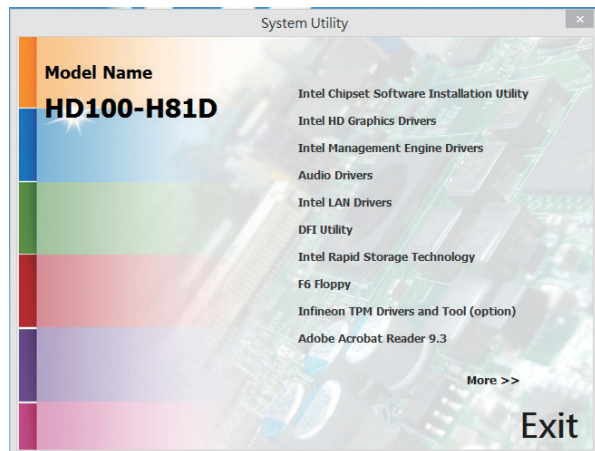 System Utility
Model Name
HD100-H81D
Intel Chipset Software Installation Utility
Intel HD Graphics Drivers
Intel Management Engine Drivers
Audio Drivers
Intel LAN Drivers
DFI Utility
Intel Rapid Storage Technology
F6 Floppy
Infineon TPM Drivers and Tool (option)
Adobe Acrobat Reader 9.3
More >>
Exit